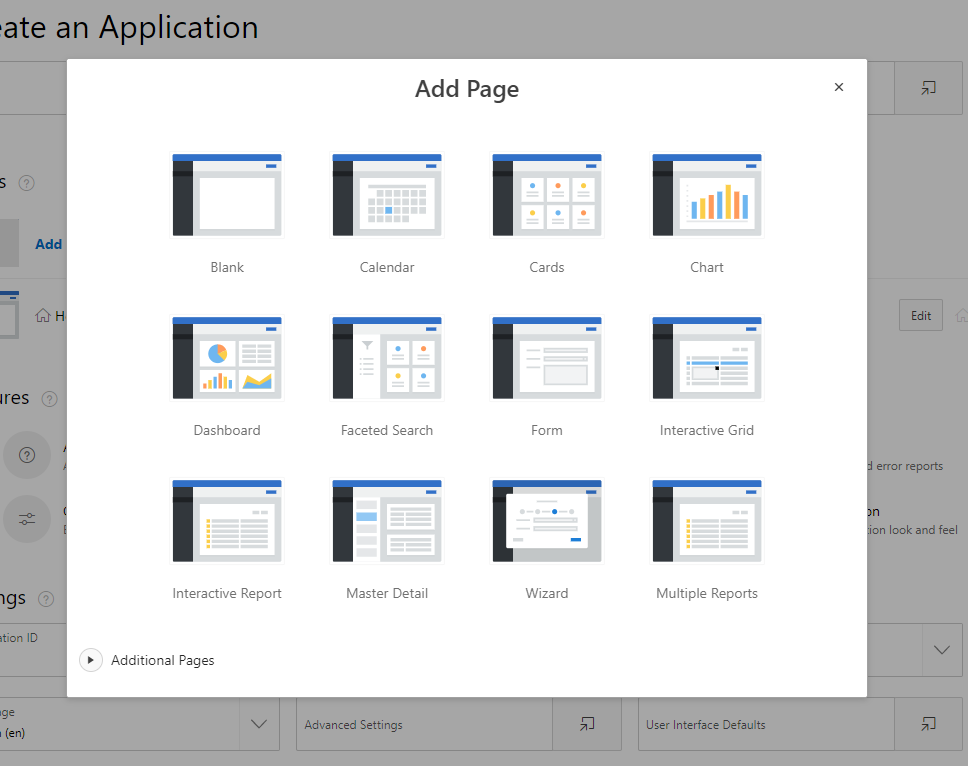 eate an Application
Add Page
Blank
Calendar
Cards
Chart
Dashboard
Faceted Search
Form
Interactive Grid
Interactive Report
Master Detail
Wizard
Multiple Reports
Additional Pages
s
Add
H
Edit
ures
d error reports
on
ion look and feel
ngs
ation ID
ge
(en)
Advanced Settings
User Interface Defaults